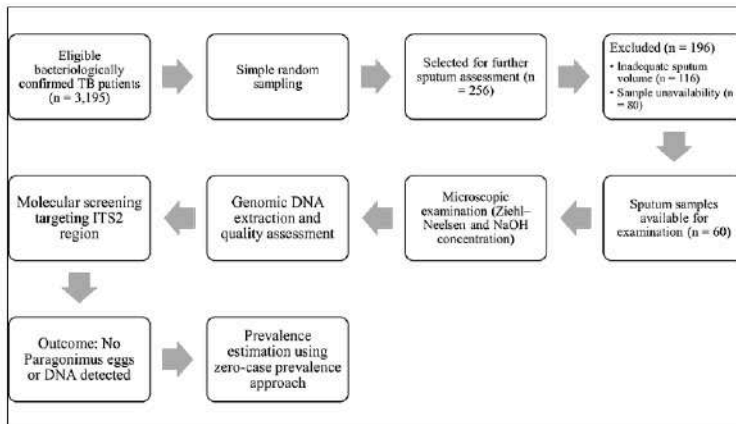 Eligible
bacteriologically
confirmed TB patients
(n = 3,195)
Simple random
sampling
Selected for further
sputum assessment (n
= 256)
Excluded (n = 196)
• Inadequate sputum
volume (n = 116)
• Sample unavailability (n
= 80)
Sputum samples
available for
examination (n = 60)
Microscopic
examination (Ziehl–
Neelsen and NaOH
concentration)
Genomic DNA
extraction and
quality assessment
Molecular screening
targeting ITS2
region
Outcome: No
Paragonimus eggs
or DNA detected
Prevalence
estimation using
zero-case prevalence
approach